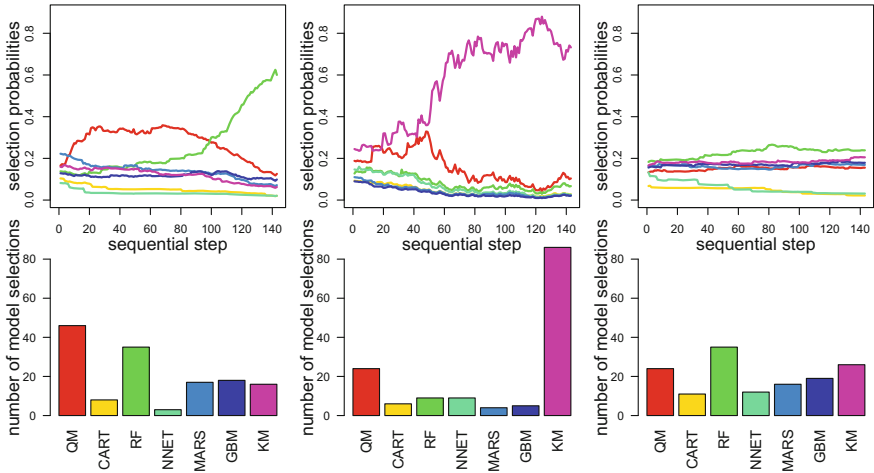 selection probabilities
0.0 0.2 0.4 0.6 0.8
0 20 40 60 80 100 120 140
sequential step
selection probabilities
0.0 0.2 0.4 0.6 0.8
0 20 40 60 80 100 120 140
sequential step
selection probabilities
0.0 0.2 0.4 0.6 0.8
0 20 40 60 80 100 120 140
sequential step
number of model selections
0 20 40 60 80
QM CART RF NNET MARS GBM KM
number of model selections
0 20 40 60 80
QM CART RF NNET MARS GBM KM
number of model selections
0 20 40 60 80
QM CART RF NNET MARS GBM KM